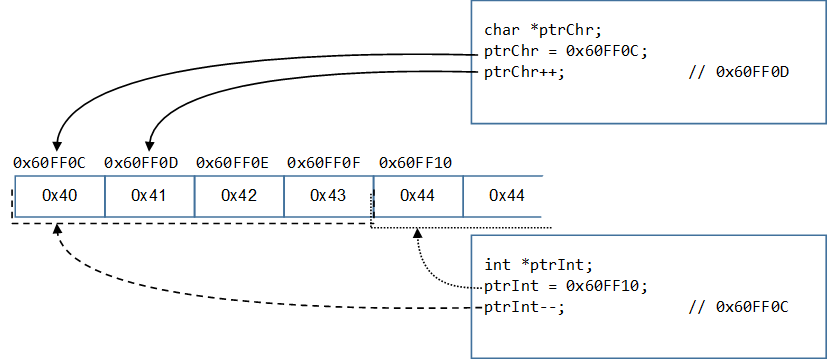 char *ptrChr;
ptrChr = 0x60FF0C;
ptrChr++; // 0x60FF0D
0x60FF0C 0x60FF0D 0x60FF0E 0x60FF0F 0x60FF10
0x40 0x41 0x42 0x43 0x44 0x44
int *ptrInt;
ptrInt = 0x60FF10;
ptrInt--; // 0x60FF0C